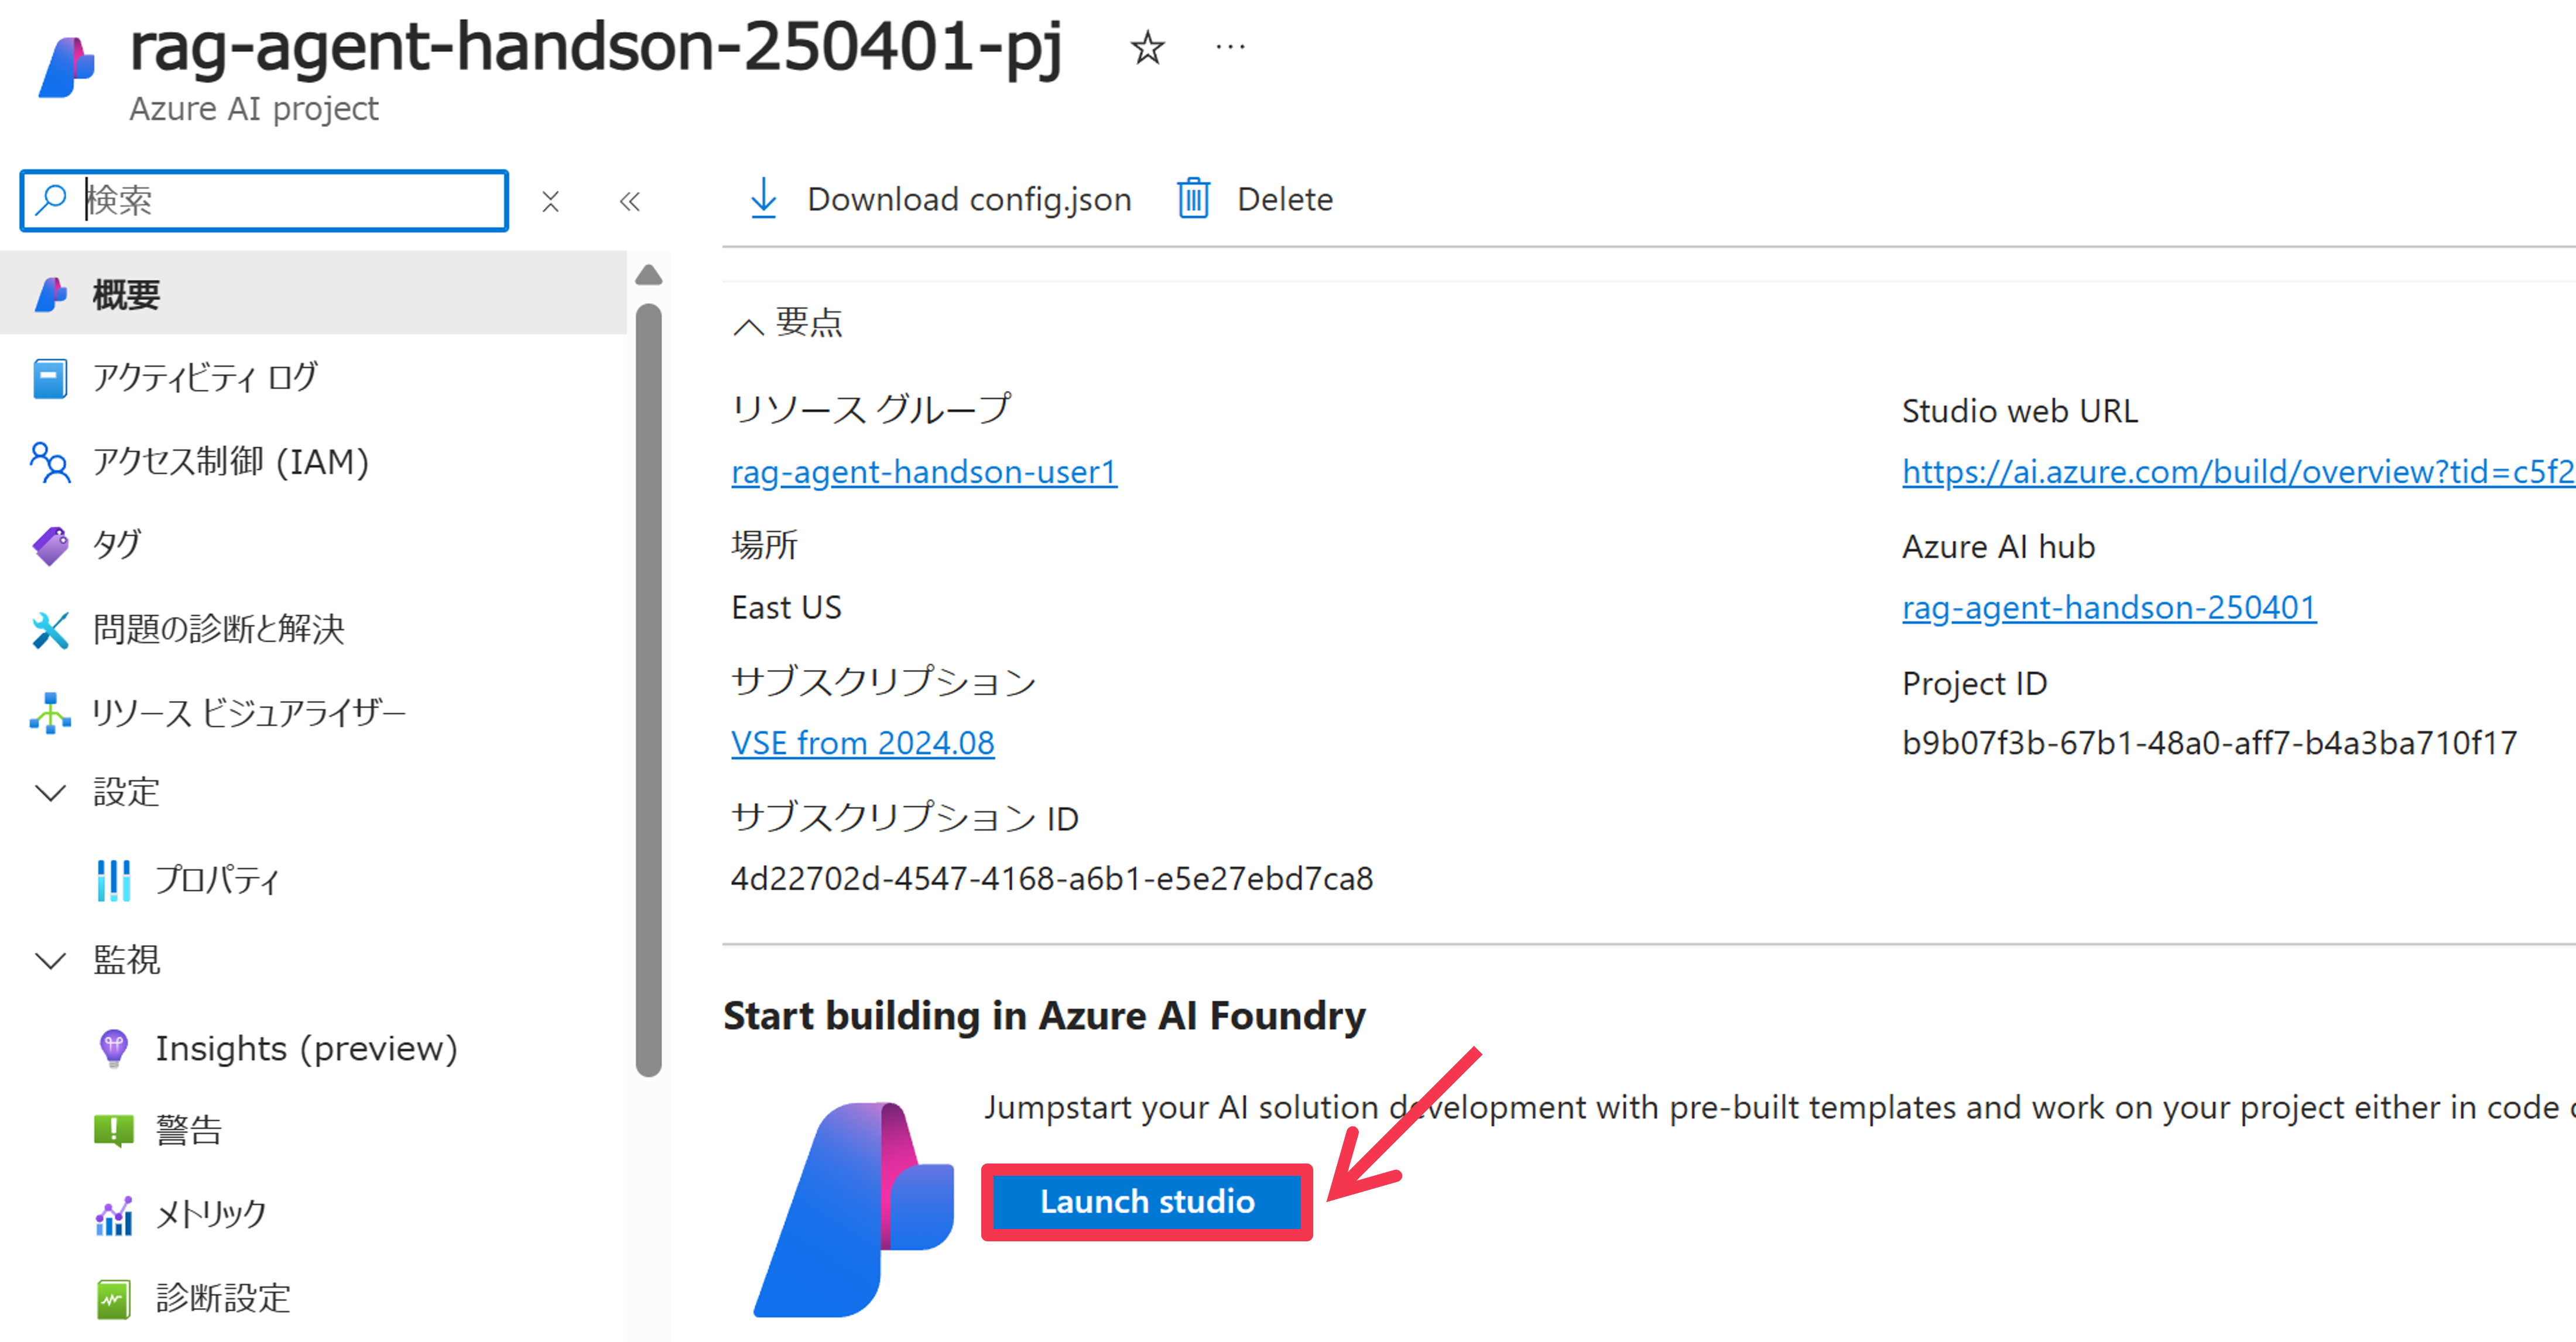 rag-agent-handson-250401-pj
Azure AI project
検索
Download config.json
Delete
概要
アクティビティ ログ
アクセス制御 (IAM)
タグ
問題の診断と解決
リソース ビジュアライザー
設定
プロパティ
監視
Insights (preview)
警告
メトリック
診断設定
要点
リソース グループ
rag-agent-handson-user1
場所
East US
サブスクリプション
VSE from 2024.08
サブスクリプション ID
4d22702d-4547-4168-a6b1-e5e27ebd7ca8
Studio web URL
https://ai.azure.com/build/overview?tid=c5f2
Azure AI hub
rag-agent-handson-250401
Project ID
b9b07f3b-67b1-48a0-aff7-b4a3ba710f17
Start building in Azure AI Foundry
Jumpstart your AI solution development with pre-built templates and work on your project either in code
Launch studio